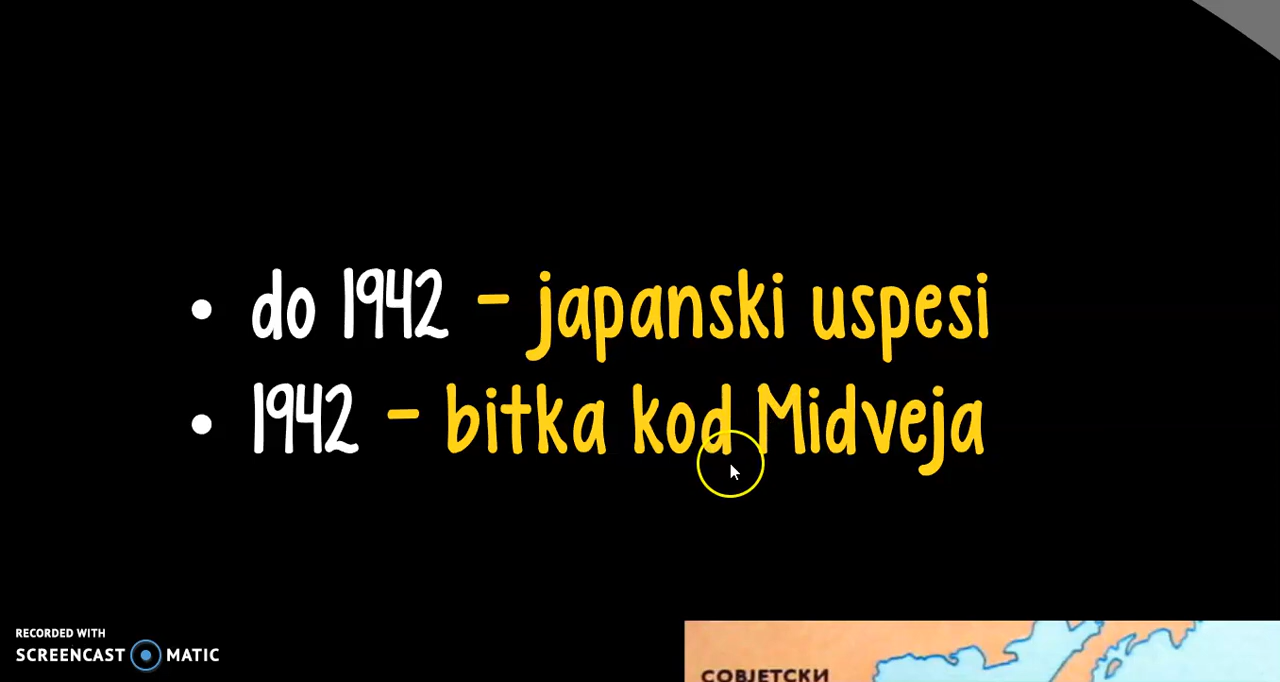 • do 1942 - japanski uspesi
• 1942 - bitka kod Midveja
RECORDED WITH
SCREENCAST MATIC
СОВЈЕТСКИ